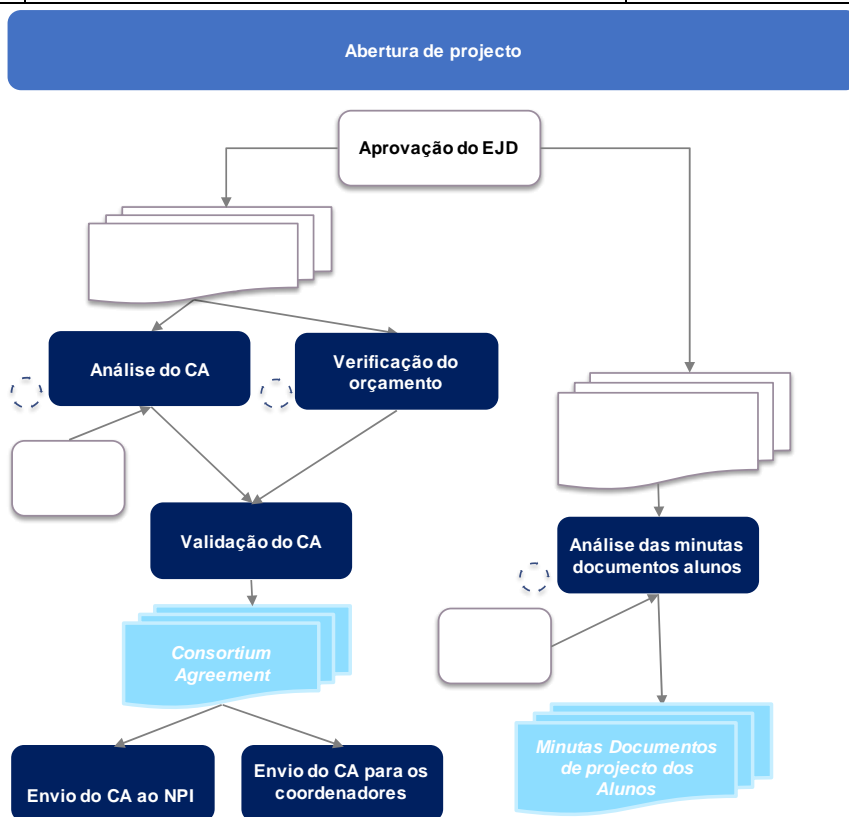 Abertura de projecto
Aprovação do EJD
Análise do CA
Verificação do
orçamento
Validação do CA
Análise das minutas
documentos alunos
Consortium
Agreement
Minutas Documentos
de projecto dos
Alunos
Envio do CA ao NPI
Envio do CA para os
coordenadores